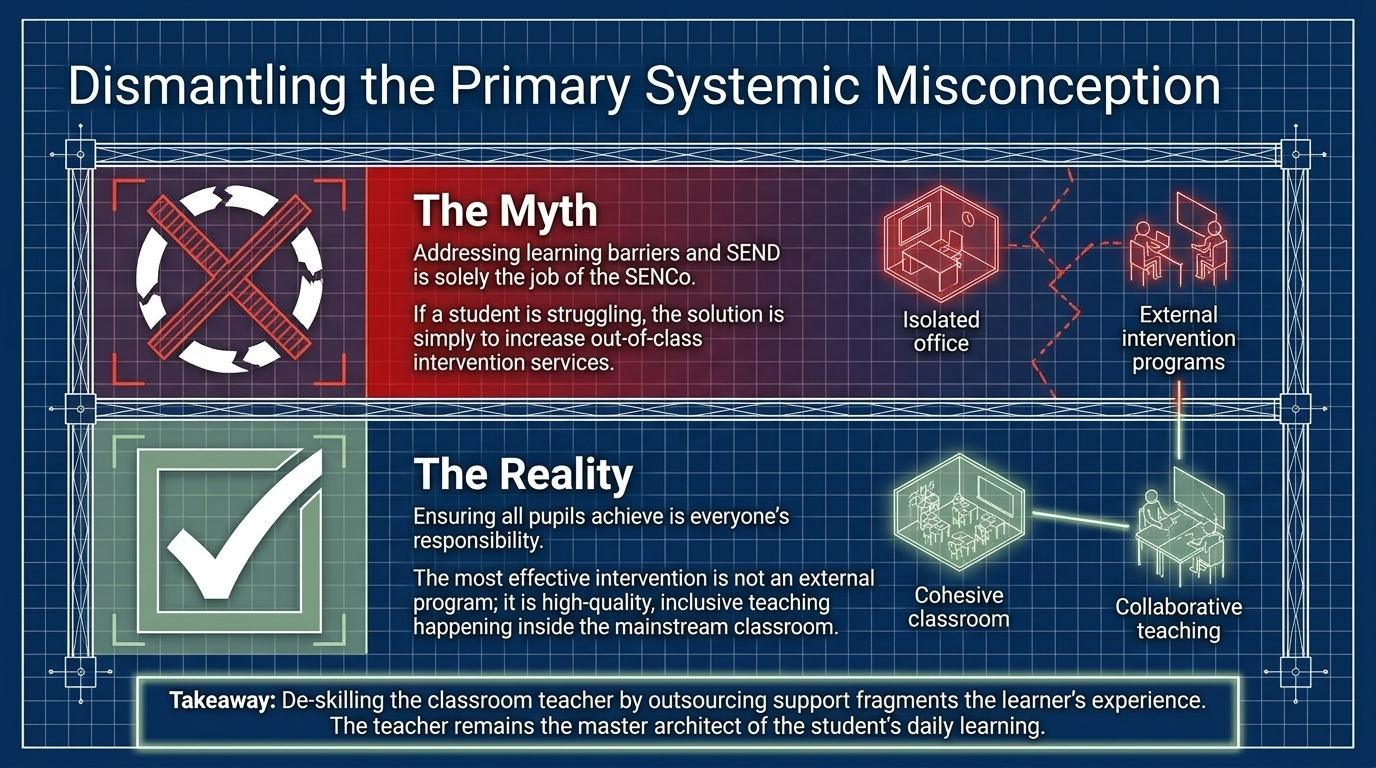 Dismantling the Primary Systemic Misconception
The Myth
Addressing learning barriers and SEND
is solely the job of the SENCo.
If a student is struggling, the solution is
simply to increase out-of-class
intervention services.
Isolated
office
External
intervention
programs
The Reality
Ensuring all pupils achieve is everyone’s
responsibility.
The most effective intervention is not an external
program; it is high-quality, inclusive teaching
happening inside the mainstream classroom.
Cohesive
classroom
Collaborative
teaching
Takeaway: De-skilling the classroom teacher by outsourcing support fragments the learner’s experience.
The teacher remains the master architect of the student’s daily learning.